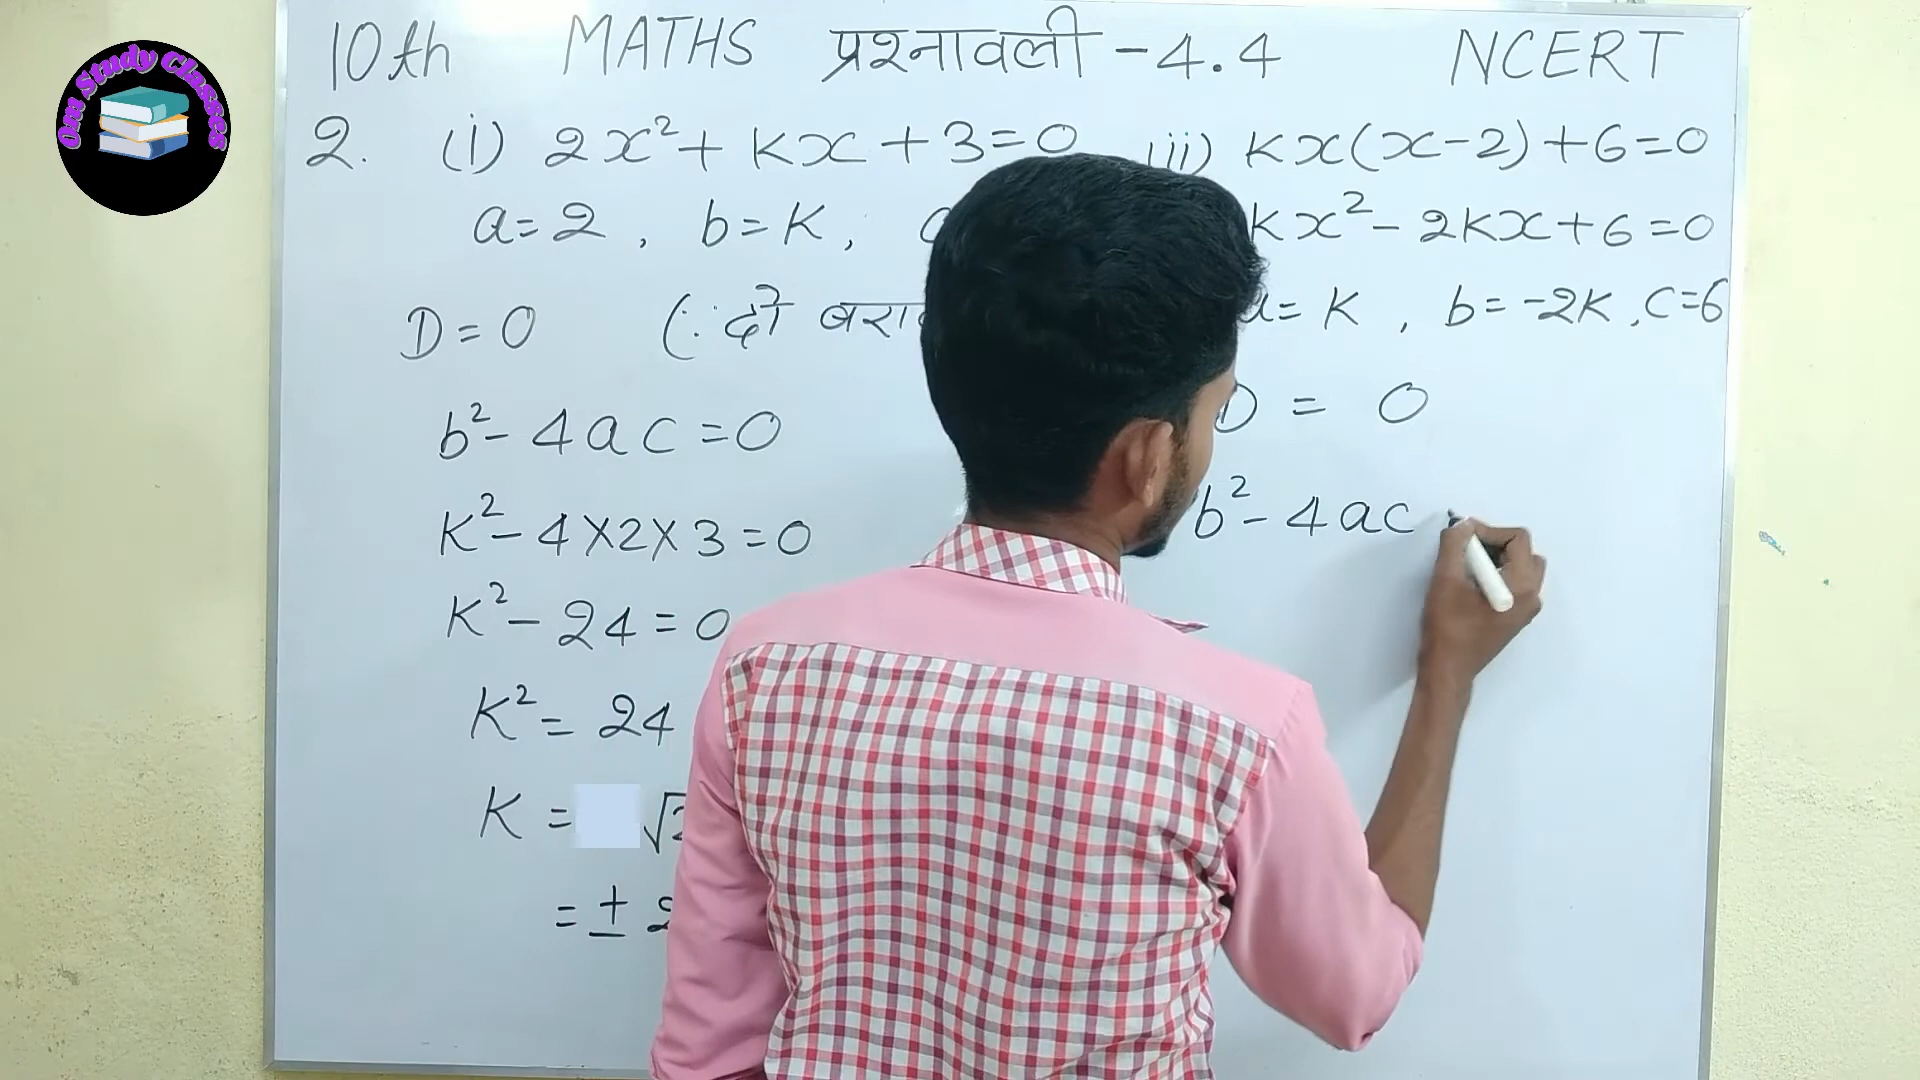 Om Study Classes
10th MATHS प्रश्नावली - 4.4 NCERT
2. (i) 2x² + kx + 3 = 0
a = 2, b = K,
D = 0 (∵ दो
b² - 4ac = 0
K² - 4 × 2 × 3 = 0
K² - 24 = 0
K² = 24
K = √2
= ± 2
ii) Kx(x-2) + 6 = 0
Kx² - 2Kx + 6 = 0
a = K, b = -2K, C = 6
D = 0
b² - 4ac